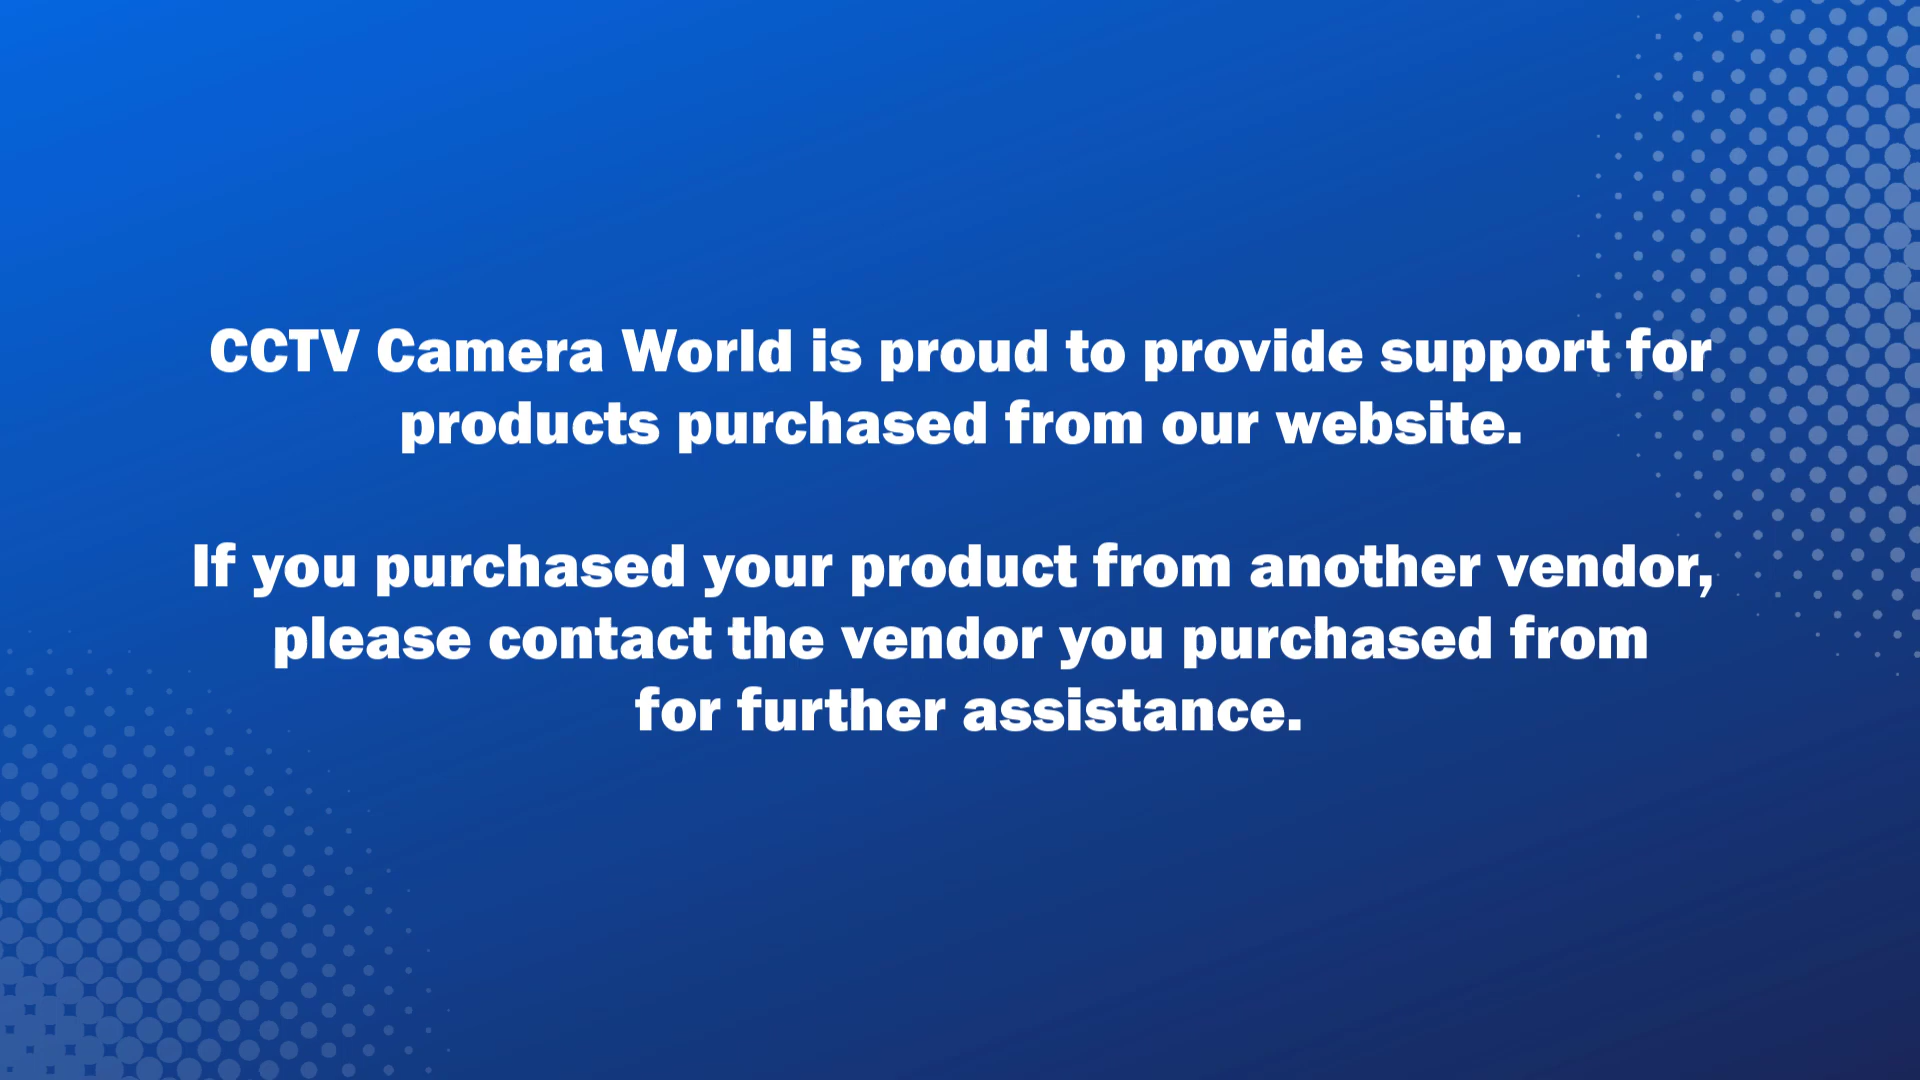 CCTV Camera World is proud to provide support for
products purchased from our website.
If you purchased your product from another vendor,
please contact the vendor you purchased from
for further assistance.